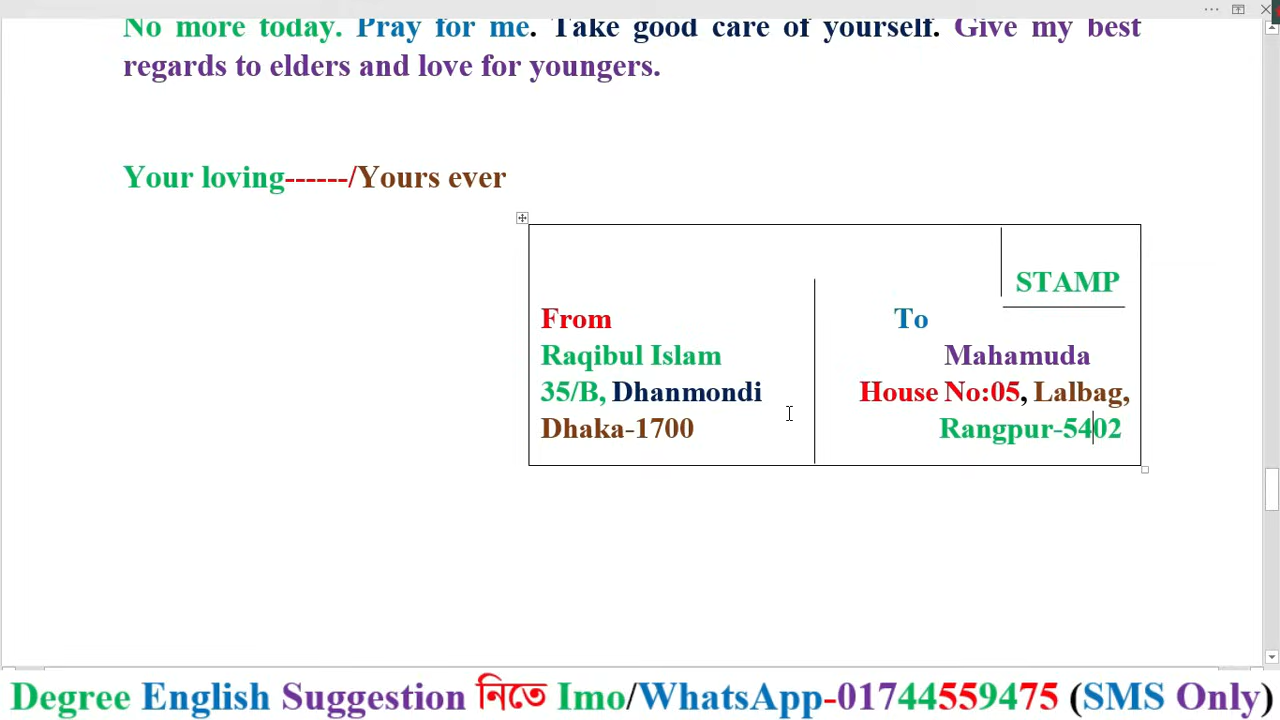 No more today. Pray for me. Take good care of yourself. Give my best
regards to elders and love for youngers.
Your loving------/Yours ever
STAMP
From
Raqibul Islam
35/B, Dhanmondi
Dhaka-1700
To
Mahamuda
House No:05, Lalbag,
Rangpur-5402
Degree English Suggestion নিতে Imo/WhatsApp-01744559475 (SMS Only)